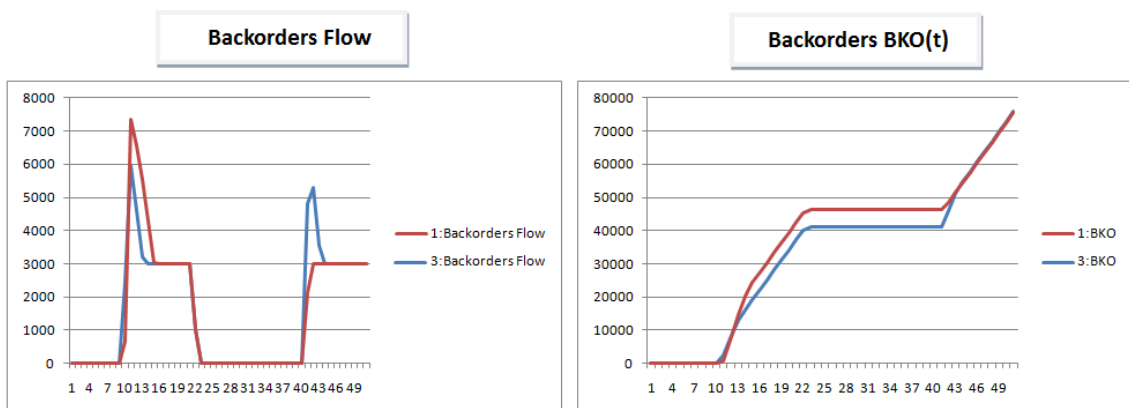 Backorders Flow
8000
7000
6000
5000
4000
3000
2000
1000
0
1 4 7 10 13 16 19 22 25 28 31 34 37 40 43 46 49
1:Backorders Flow
3:Backorders Flow
Backorders BKO(t)
80000
70000
60000
50000
40000
30000
20000
10000
0
1 4 7 10 13 16 19 22 25 28 31 34 37 40 43 46 49
1:BKO
3:BKO